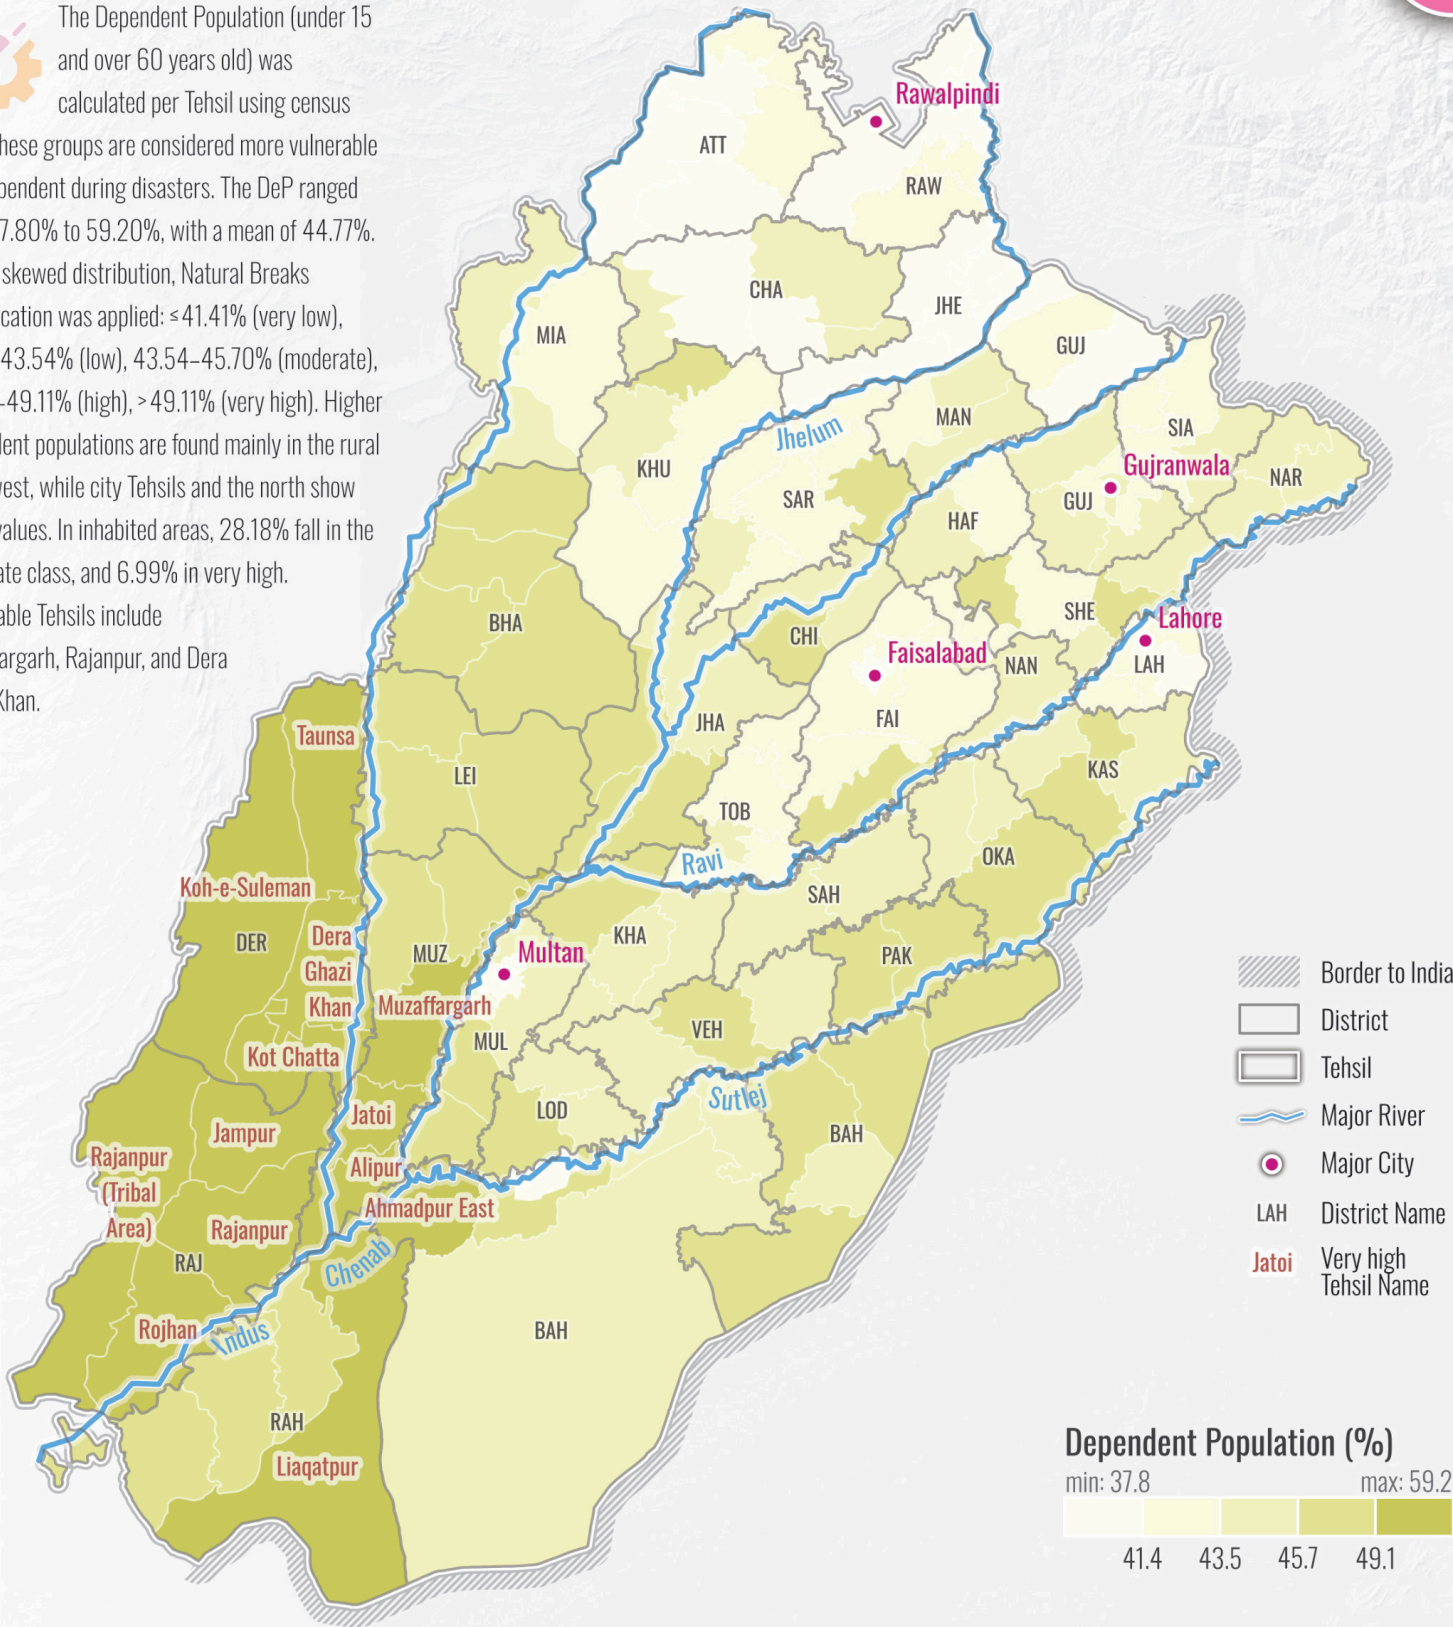 The Dependent Population (under 15
and over 60 years old) was
calculated per Tehsil using census
hese groups are considered more vulnerable
pendent during disasters. The DeP ranged
7.80% to 59.20%, with a mean of 44.77%.
skewed distribution, Natural Breaks
cation was applied: ≤41.41% (very low),
43.54% (low), 43.54–45.70% (moderate),
–49.11% (high), >49.11% (very high). Higher
lent populations are found mainly in the rural
vest, while city Tehsils and the north show
values. In inhabited areas, 28.18% fall in the
ate class, and 6.99% in very high.
able Tehsils include
argarh, Rajanpur, and Dera
Khan.
Rawalpindi
ATT
RAW
CHA
JHE
MIA
GUJ
MAN
Jhelum
SIA
KHU
Gujranwala
NAR
SAR
GUJ
HAF
BHA
SHE
Lahore
CHI
Faisalabad
NAN
LAH
JHA
FAI
Taunsa
LEI
KAS
TOB
OKA
Ravi
Koh-e-Suleman
SAH
DER
Dera
Ghazi
Khan
KHA
MUZ
Multan
PAK
Muzaffargarh
VEH
MUL
Kot Chatta
Sutlej
Jatoi
LOD
Jampur
BAH
Rajanpur
(Tribal
Area)
Alipur
Ahmadpur East
Rajanpur
RAJ
Chenab
Rojhan
Indus
BAH
RAH
Liaqatpur
Border to India
District
Tehsil
Major River
Major City
LAH District Name
Jatoi Very high
Tehsil Name
Dependent Population (%)
min: 37.8 max: 59.2
41.4 43.5 45.7 49.1